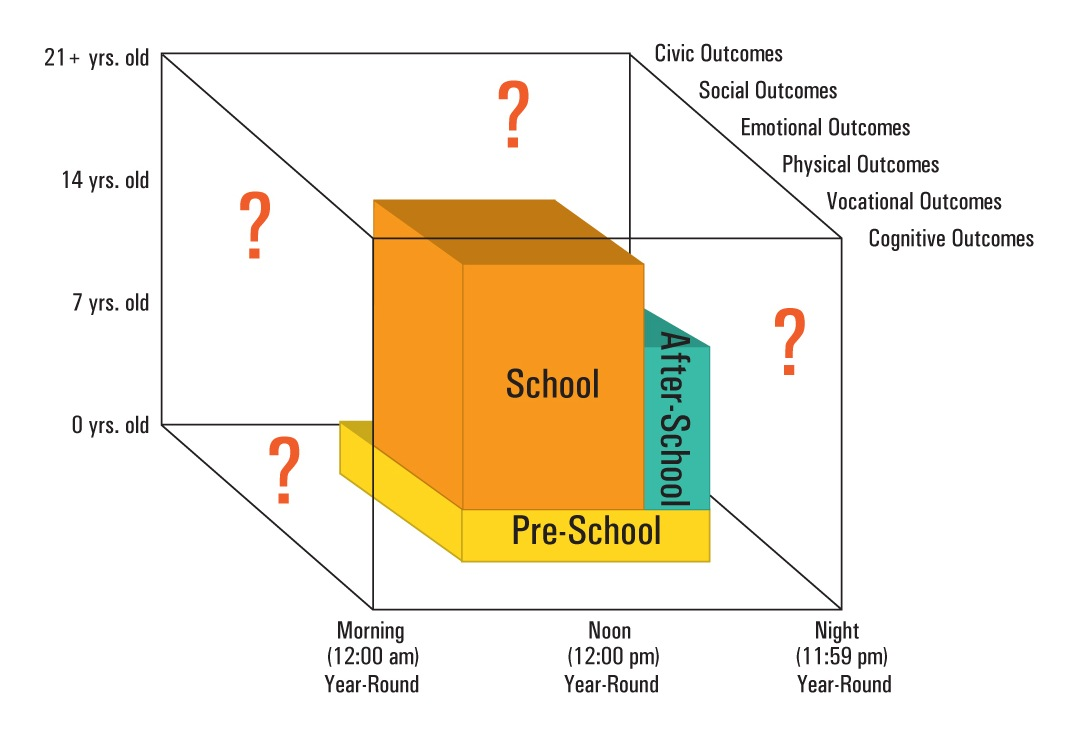 21+ yrs. old
14 yrs. old
7 yrs. old
0 yrs. old
Civic Outcomes
Social Outcomes
Emotional Outcomes
Physical Outcomes
Vocational Outcomes
Cognitive Outcomes
?
?
?
?
School
After-School
Pre-School
Morning
(12:00 am)
Year-Round
Noon
(12:00 pm)
Year-Round
Night
(11:59 pm)
Year-Round